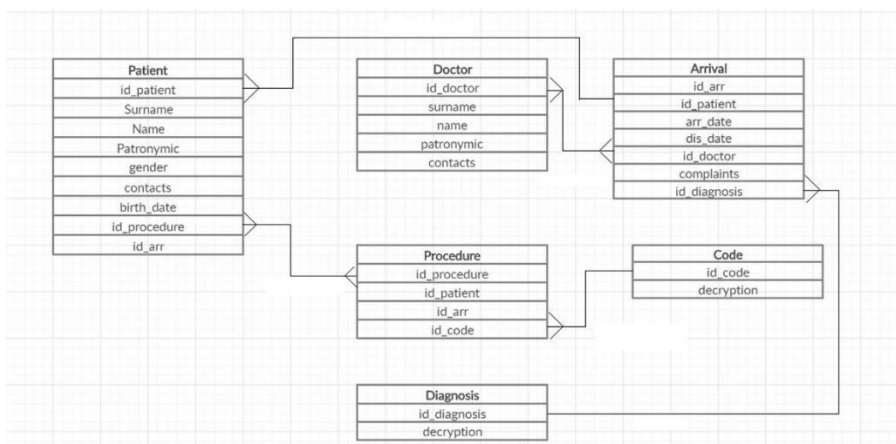 Patient
id_patient
Surname
Name
Patronymic
gender
contacts
birth_date
id_procedure
id_arr
Doctor
id_doctor
surname
name
patronymic
contacts
Arrival
id_arr
id_patient
arr_date
dis_date
id_doctor
complaints
id_diagnosis
Procedure
id_procedure
id_patient
id_arr
id_code
Code
id_code
decryption
Diagnosis
id_diagnosis
decryption